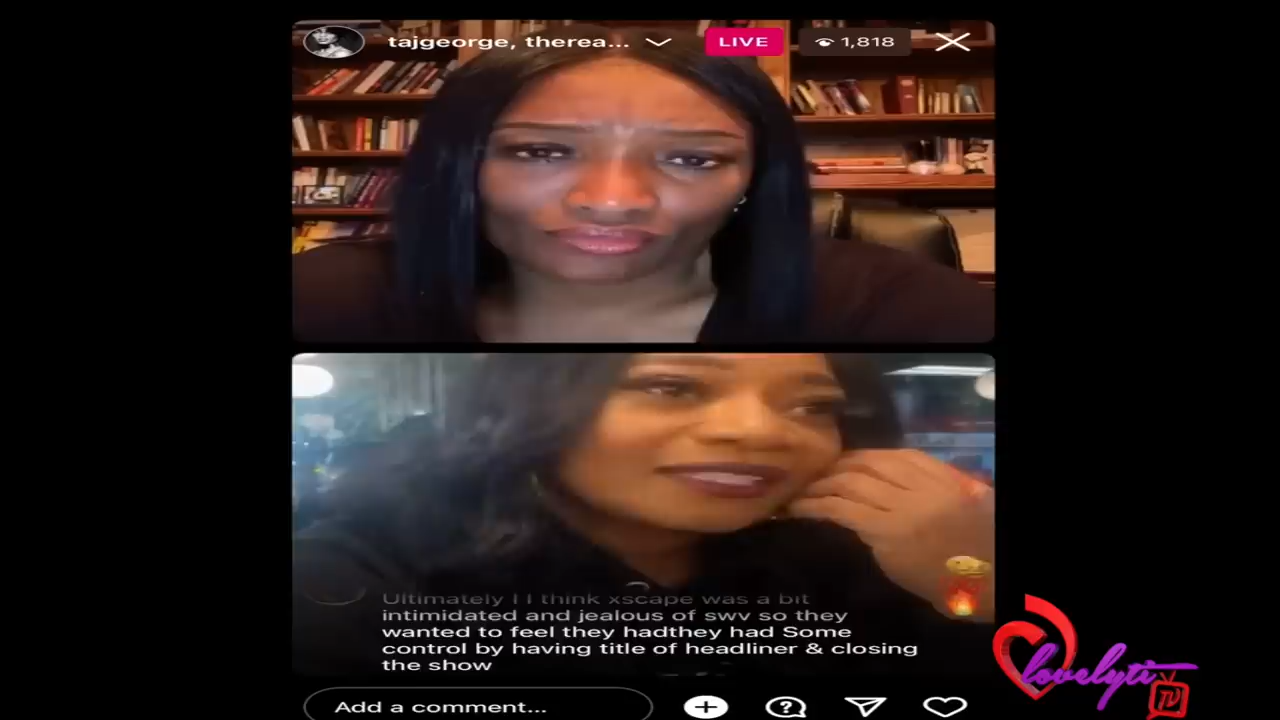 tajgeorge, therea...
LIVE
1,818
Ultimately I I think xscape was a bit
intimidated and jealous of swv so they
wanted to feel they hadthey had Some
control by having title of headliner & closing
the show
Add a comment...
lovelyti
TV